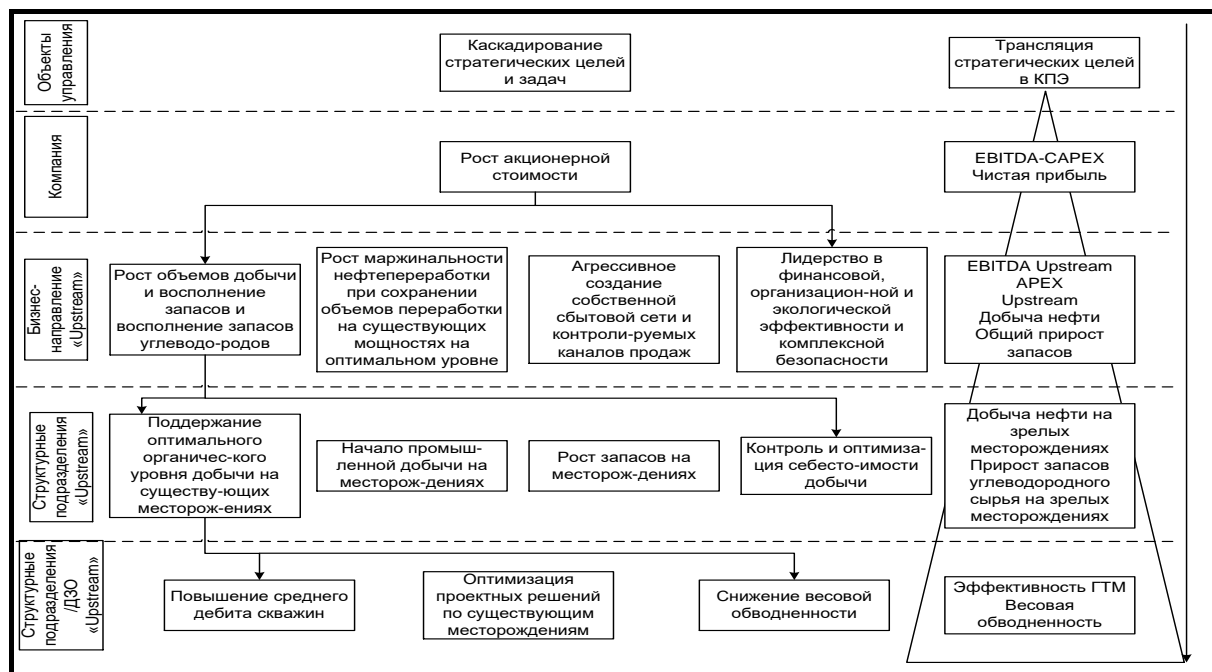 Объекты
управления
Каскадирование
стратегических целей
и задач
Трансляция
стратегических целей
в КПЭ
Компания
Рост акционерной
стоимости
EBITDA-CAPEX
Чистая прибыль
Бизнес-
направление
«Upstream»
Рост объемов добычи
и восполнение
запасов и
восполнение запасов
углеводо-родов
Рост маржинальности
нефтепереработки
при сохранении
объемов переработки
на существующих
мощностях на
оптимальном уровне
Агрессивное
создание
собственной
сбытовой сети и
контроли-руемых
каналов продаж
Лидерство в
финансовой,
организацион-ной и
экологической
эффективности и
комплексной
безопасности
EBITDA Upstream
APEX
Upstream
Добыча нефти
Общий прирост
запасов
Структурные
подразделения
«Upstream»
Поддержание
оптимального
органичес-кого
уровня добычи на
существу-ющих
месторож-ениях
Начало промыш-
ленной добычи на
месторож-дениях
Рост запасов на
месторож-дениях
Контроль и оптимиза-
ция себесто-имости
добычи
Добыча нефти на
зрелых
месторождениях
Прирост запасов
углеводородного
сырья на зрелых
месторождениях
Структурные
подразделения
/ДЗО
«Upstream»
Повышение среднего
дебита скважин
Оптимизация
проектных решений
по существующим
месторождениям
Снижение весовой
обводненности
Эффективность ГТМ
Весовая
обводненность